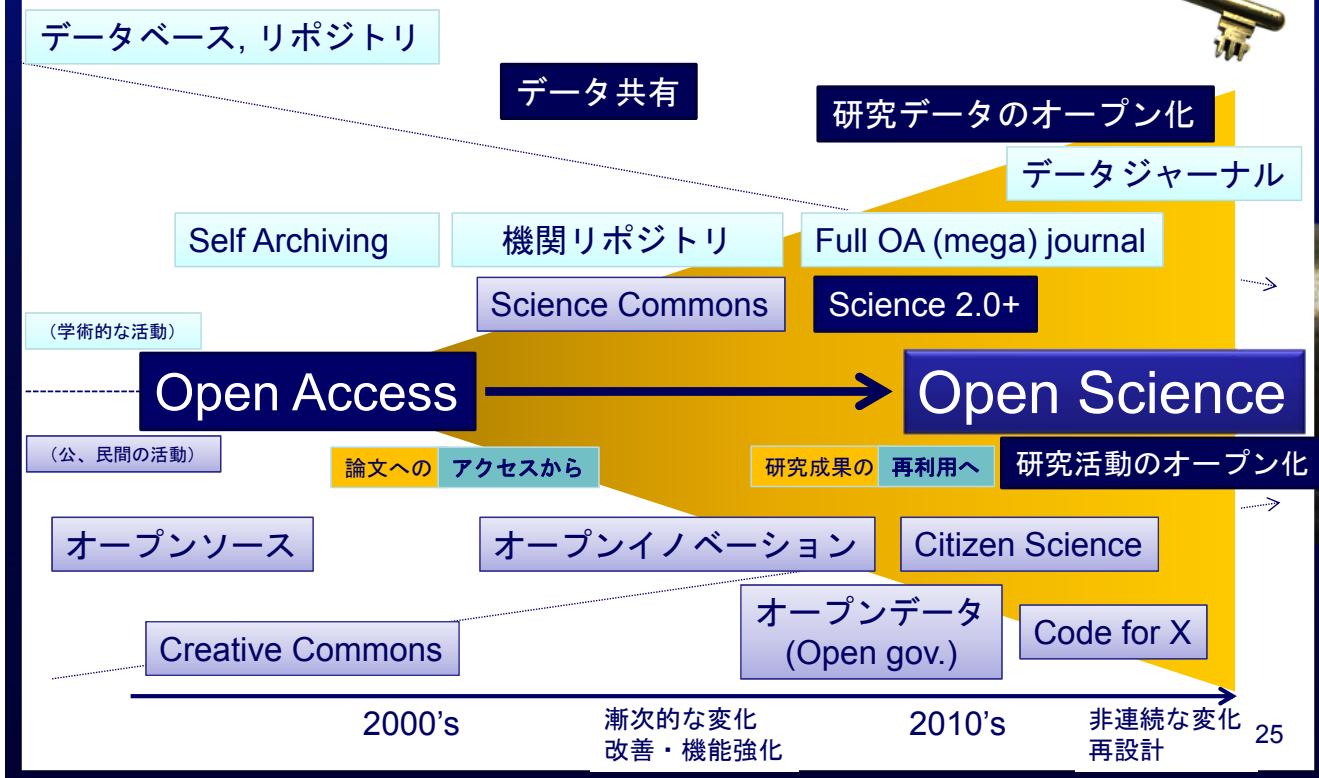 データベース, リポジトリ
データ共有
研究データのオープン化
データジャーナル
Self Archiving
機関リポジトリ
Full OA (mega) journal
Science Commons
Science 2.0+
（学術的な活動）
Open Access
Open Science
（公、民間の活動）
論文への アクセスから
研究成果の 再利用へ
研究活動のオープン化
オープンソース
オープンイノベーション
Citizen Science
オープンデータ
(Open gov.)
Code for X
Creative Commons
2000's
漸次的な変化
改善・機能強化
2010's
非連続な変化
再設計
25